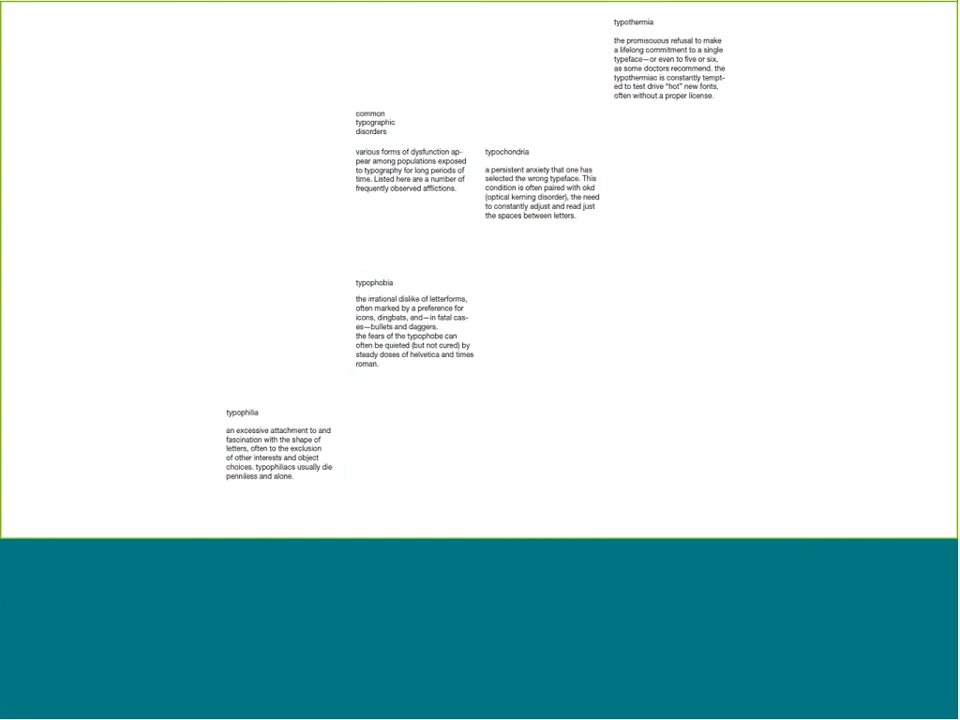 typothermia
the promiscuous refusal to make
a lifelong commitment to a single
typeface—or even to five or six,
as some doctors recommend. the
typothermiac is constantly tempt-
ed to test drive “hot” new fonts,
often without a proper license.
common
typographic
disorders
various forms of dysfunction ap-
pear among populations exposed
to typography for long periods of
time. Listed here are a number of
frequently observed afflictions.
typochondria
a persistent anxiety that one has
selected the wrong typeface. This
condition is often paired with okd
(optical kerning disorder), the need
to constantly adjust and read just
the spaces between letters.
typophobia
the irrational dislike of letterforms,
often marked by a preference for
icons, dingbats, and—in fatal cas-
es—bullets and daggers.
the fears of the typophobe can
often be quieted (but not cured) by
steady doses of helvetica and times
roman.
typophilia
an excessive attachment to and
fascination with the shape of
letters, often to the exclusion
of other interests and object
choices. typophiliacs usually die
penniless and alone.